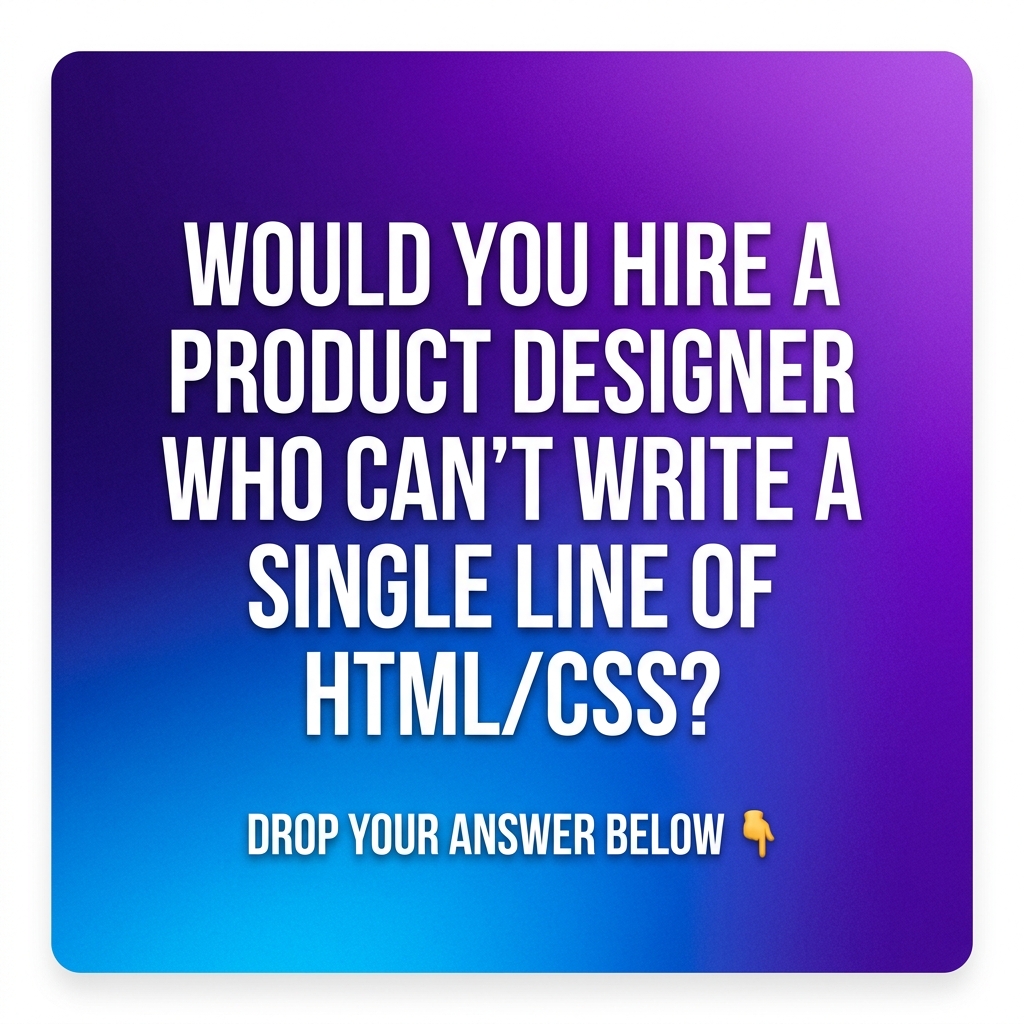 WOULD YOU HIRE A
PRODUCT DESIGNER
WHO CAN’T WRITE A
SINGLE LINE OF
HTML/CSS?
DROP YOUR ANSWER BELOW 👇